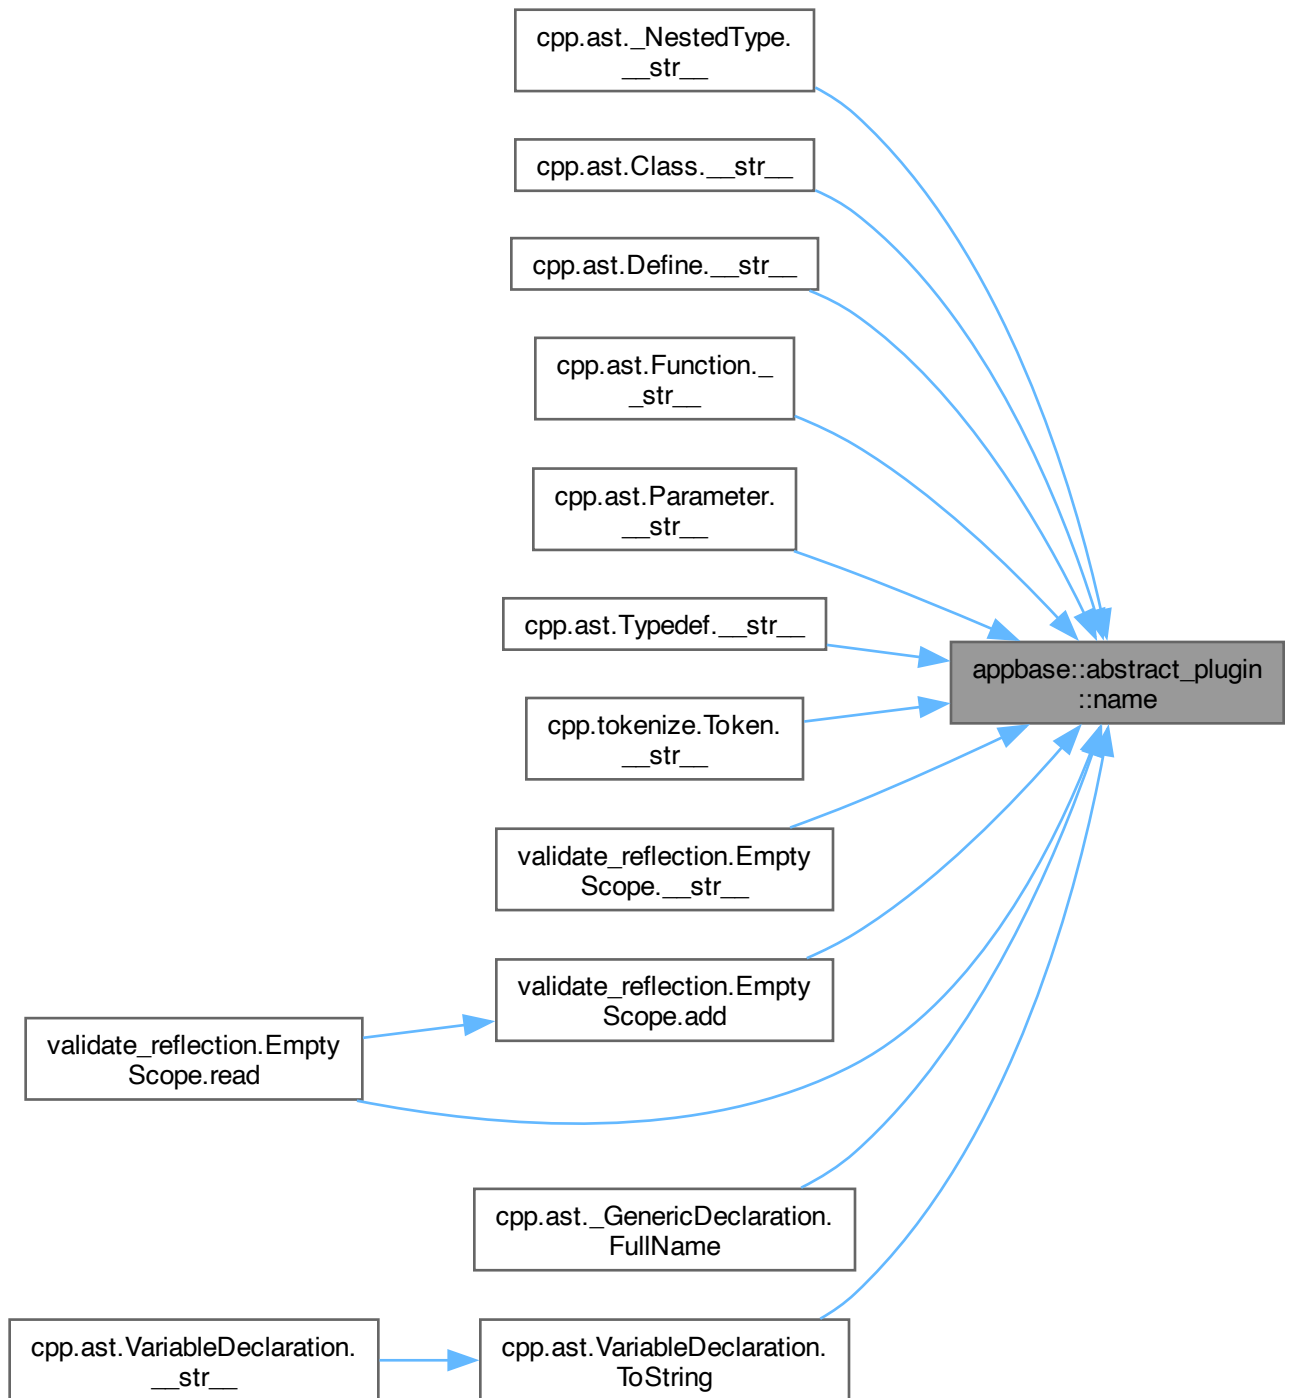 cpp.ast._NestedType.
__str__
cpp.ast.Class.__str__
cpp.ast.Define.__str__
cpp.ast.Function._
_str__
cpp.ast.Parameter.
__str__
cpp.ast.Typedef.__str__
appbase::abstract_plugin
::name
cpp.tokenize.Token.
__str__
validate_reflection.Empty
Scope.__str__
validate_reflection.Empty
Scope.add
validate_reflection.Empty
Scope.read
cpp.ast._GenericDeclaration.
FullName
cpp.ast.VariableDeclaration.
__str__
cpp.ast.VariableDeclaration.
ToString